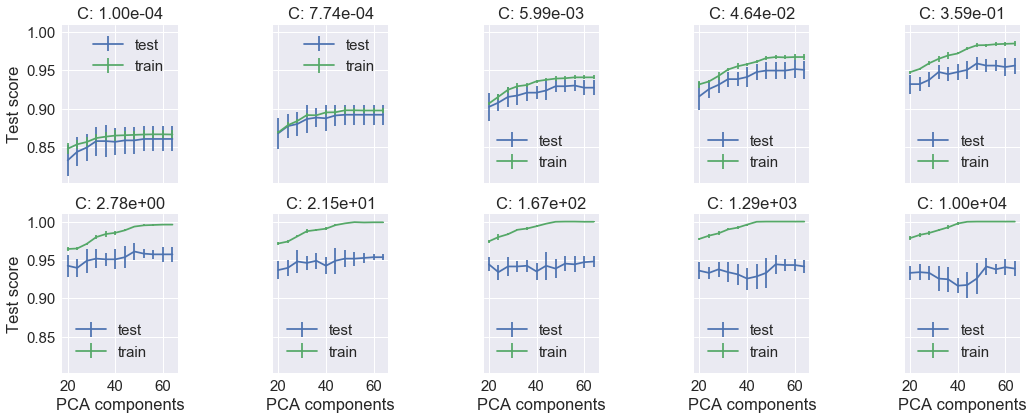 C: 1.00e-04
C: 7.74e-04
C: 5.99e-03
C: 4.64e-02
C: 3.59e-01
1.00
0.95
0.90
0.85
Test score
test
train
test
train
test
train
test
train
test
train
C: 2.78e+00
C: 2.15e+01
C: 1.67e+02
C: 1.29e+03
C: 1.00e+04
1.00
0.95
0.90
0.85
Test score
test
train
test
train
test
train
test
train
test
train
20 40 60
20 40 60
20 40 60
20 40 60
20 40 60
PCA components
PCA components
PCA components
PCA components
PCA components